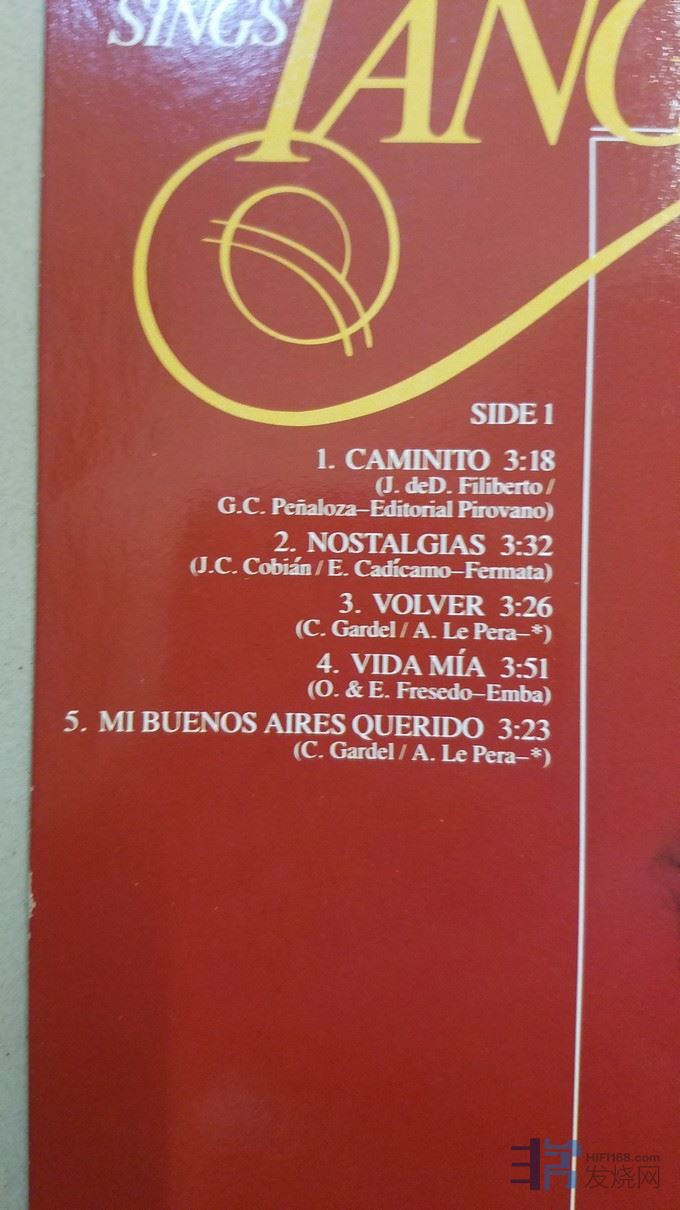 SINGS
TANG
SIDE 1
1. CAMINITO 3:18
(J. deD. Filiberto /
G.C. Peñaloza–Editorial Pirovano)
2. NOSTALGIAS 3:32
(J.C. Cobián / E. Cadícamo–Fermata)
3. VOLVER 3:26
(C. Gardel / A. Le Pera–*)
4. VIDA MÍA 3:51
(O. & E. Fresedo–Emba)
5. MI BUENOS AIRES QUERIDO 3:23
(C. Gardel / A. Le Pera–*)
HIFI168.com
发烧网